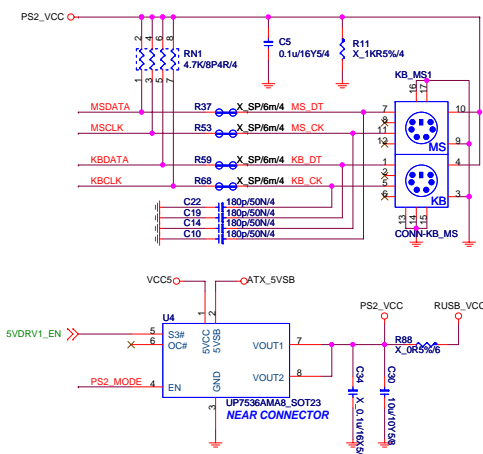 PS2_VCC
2 4 6 8
RN1
4.7K/8P4R/4
1 3 5 7
C5
0.1u/16Y5/4
R11
X_1KR5%/4
KB_MS1
16 17
MSDATA R37 X_SP/6m/4 MS_DT 7 10
8
MSCLK R53 X_SP/6m/4 MS_CK 11
12 MS 9
KBDATA R59 X_SP/6m/4 KB_DT 1 4
2
KBCLK R68 X_SP/6m/4 KB_CK 5
6 KB 3
C22 180p/50N/4
C19 180p/50N/4
C14 180p/50N/4
C10 180p/50N/4
13 14 15
CONN-KB_MS
VCC5 ATX_5VSB
U4
1 2
5VCC 5VSB
5VDRV1_EN 5 S3#
6 OC#
PS2_MODE 4 EN
GND
3
VOUT1 7
VOUT2 8
UP7536AMA8_SOT23
NEAR CONNECTOR
PS2_VCC RUSB_VCC
R88
X_0R5%/6
C34
X_0.1u/16X5/
C30
10u/10Y5/8